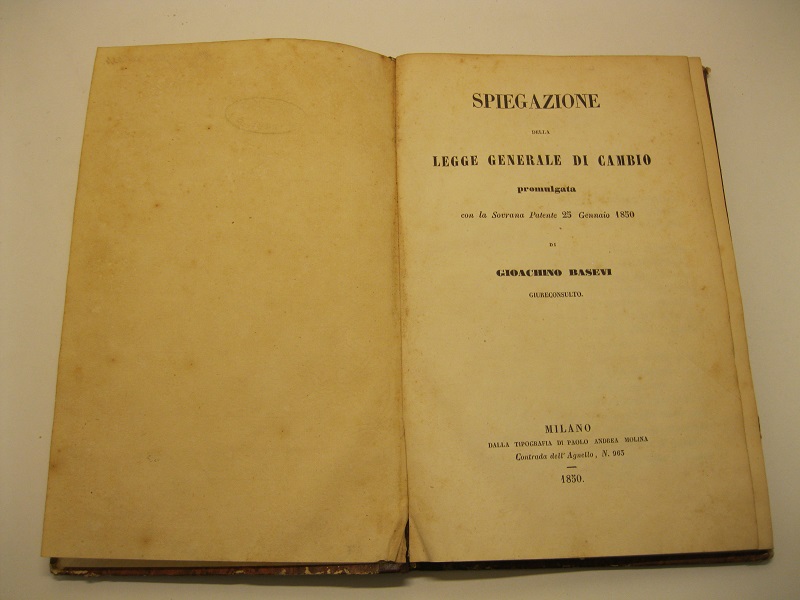 SPIEGAZIONE
DELLA
LEGGE GENERALE DI CAMBIO
promulgata
con la Sovrana Patente 25 Gennaio 1850
DI
GIOACHINO BASEVI
GIURECONSULTO.
MILANO
DALLA TIPOGRAFIA DI PAOLO ANDREA MOLINA
Contrada dell' Agnello, N. 963
1850.